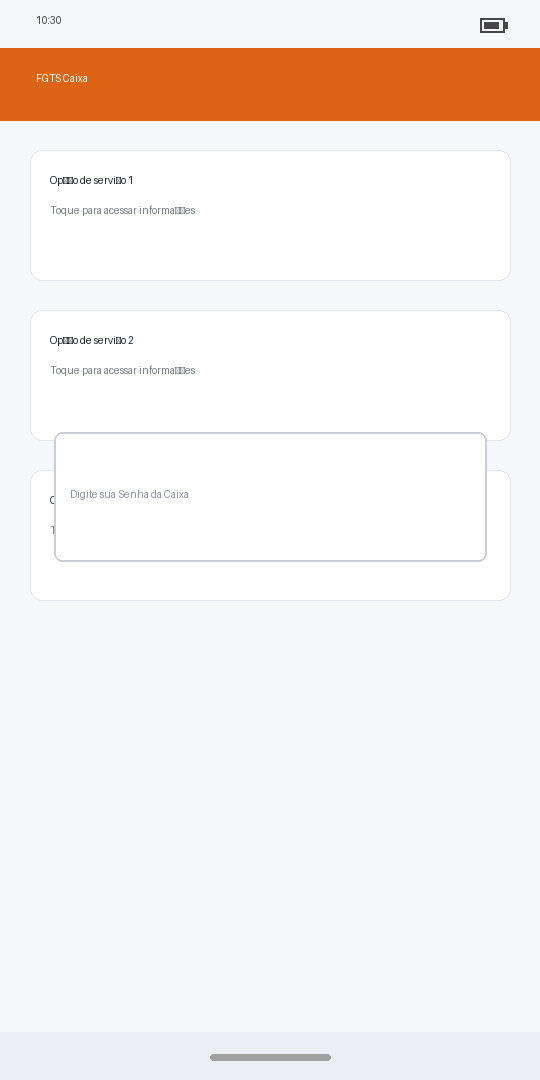 10:30
FGTS Caixa
de 1
Toque para acessar
de 2
Toque para acessar
Digite sua Senha da Caixa